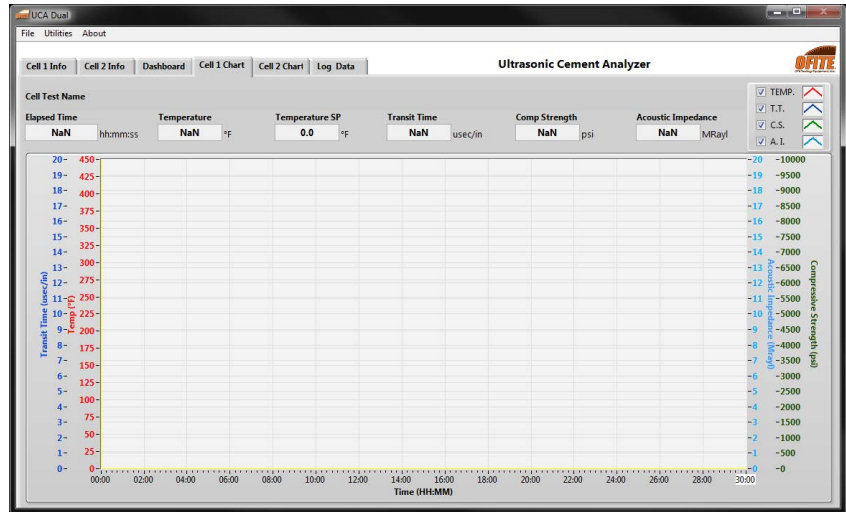 UCA Dual
File Utilities About
Cell 1 Info Cell 2 Info Dashboard Cell 1 Chart Cell 2 Chart Log Data
Ultrasonic Cement Analyzer
OFITE
Cell Test Name
TEMP.
T.T.
C.S.
A.I.
Elapsed Time Temperature Temperature SP Transit Time Comp Strength Acoustic Impedance
NaN hh:mm:ss NaN °F 0.0 °F NaN usec/in NaN psi NaN MRayl
Transit Time (usec/in)
20 19 18 17 16 15 14 13 12 11 10 9 8 7 6 5 4 3 2 1 0
Temp (°F)
450 425 400 375 350 325 300 275 250 225 200 175 150 125 100 75 50 25 0
20 19 18 17 16 15 14 13 12 11 10 9 8 7 6 5 4 3 2 1 0
Acoustic Impedance (Mrayl)
10000 9500 9000 8500 8000 7500 7000 6500 6000 5500 5000 4500 4000 3500 3000 2500 2000 1500 1000 500 0
Compressive Strength (psi)
00:00 02:00 04:00 06:00 08:00 10:00 12:00 14:00 16:00 18:00 20:00 22:00 24:00 26:00 28:00 30:00
Time (HH:MM)